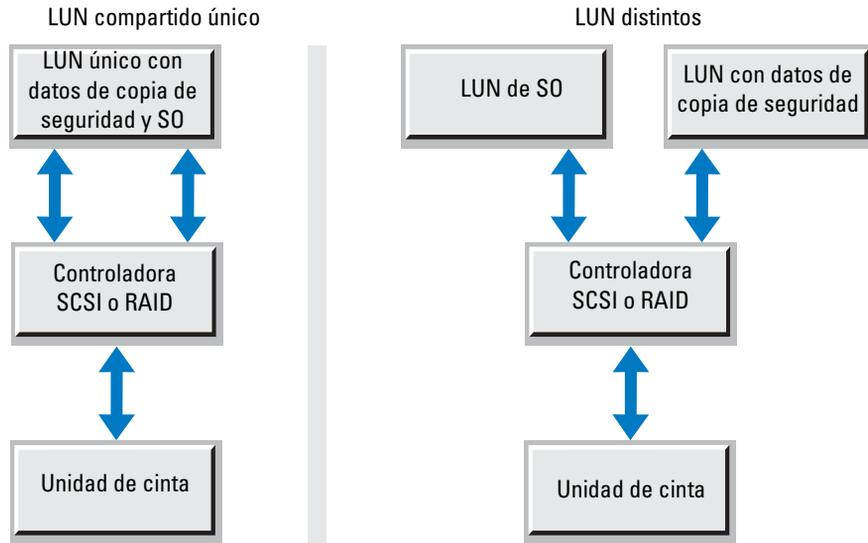 LUN compartido único
LUN único con
datos de copia de
seguridad y SO
Controladora
SCSI o RAID
Unidad de cinta
LUN distintos
LUN de SO
LUN con datos de
copia de seguridad
Controladora
SCSI o RAID
Unidad de cinta